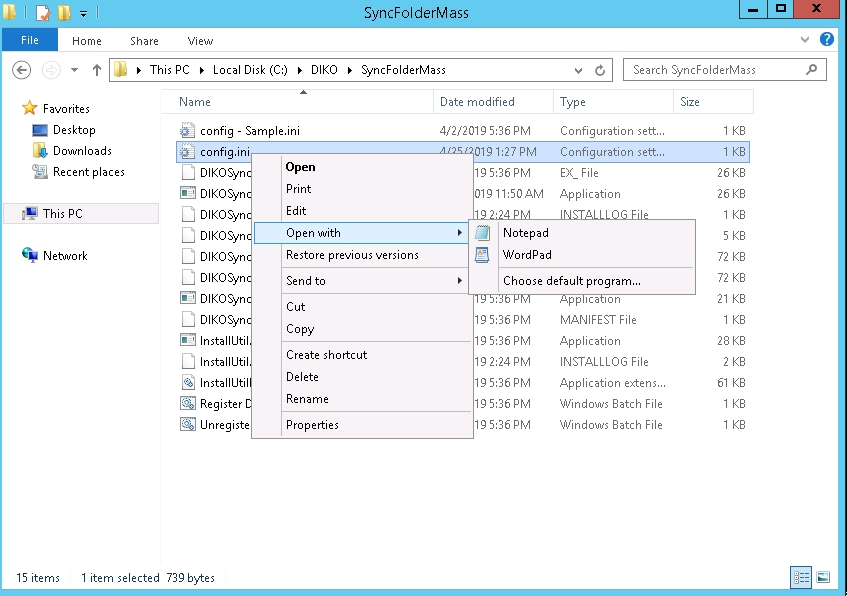 SyncFolderMass
File Home Share View
This PC Local Disk (C:) DIKO SyncFolderMass Search SyncFolderMass
Favorites
Desktop
Downloads
Recent places
This PC
Network
Name Date modified Type Size
config - Sample.ini 4/2/2019 5:36 PM Configuration sett... 1 KB
config.ini 4/25/2019 1:27 PM Configuration sett... 1 KB
DIKOSync 19 5:36 PM EX_ File 26 KB
DIKOSync 019 11:50 AM Application 26 KB
DIKOSync 19 2:24 PM INSTALLLOG File 1 KB
DIKOSync 5 KB
DIKOSync 72 KB
DIKOSync 72 KB
DIKOSync 19 5:36 PM Application 21 KB
DIKOSync 19 5:36 PM MANIFEST File 1 KB
InstallUtil. 19 5:36 PM Application 28 KB
InstallUtil. 19 2:24 PM INSTALLLOG File 2 KB
InstallUtil 19 5:36 PM Application extens... 61 KB
Register D 19 5:36 PM Windows Batch File 1 KB
Unregiste 19 5:36 PM Windows Batch File 1 KB
Open
Print
Edit
Open with
Restore previous versions
Send to
Cut
Copy
Create shortcut
Delete
Rename
Properties
Notepad
WordPad
Choose default program...
15 items 1 item selected 739 bytes